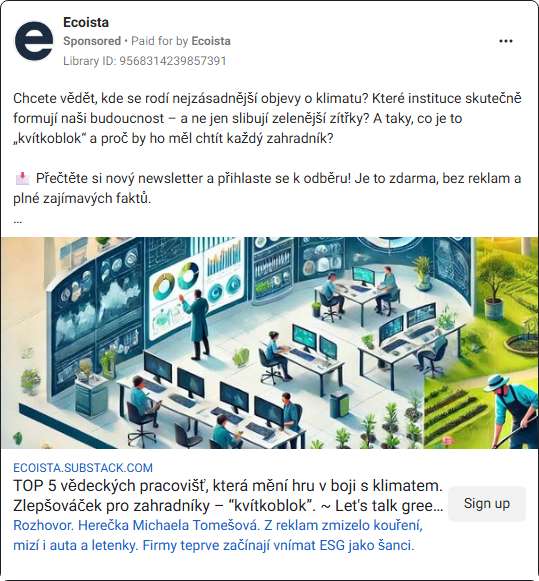 Ecoista
Sponsored • Paid for by Ecoista
Library ID: 9568314239857391
Chcete vědět, kde se rodí nejzásadnější objevy o klimatu? Které instituce skutečně
formují naši budoucnost – a ne jen slibují zelenější zítřky? A taky, co je to
„kvítkoblok“ a proč by ho měl chtít každý zahradník?
📩 Přečtěte si nový newsletter a přihlaste se k odběru! Je to zdarma, bez reklam a
plné zajímavých faktů.
...
ECOISTA.SUBSTACK.COM
TOP 5 vědeckých pracovišť, která mění hru v boji s klimatem.
Zlepšováček pro zahradníky – “kvítkoblok”. ~ Let's talk gree...
Sign up
Rozhovor. Herečka Michaela Tomešová. Z reklam zmizelo kouření,
mizí i auta a letenky. Firmy teprve začínají vnímat ESG jako šanci.